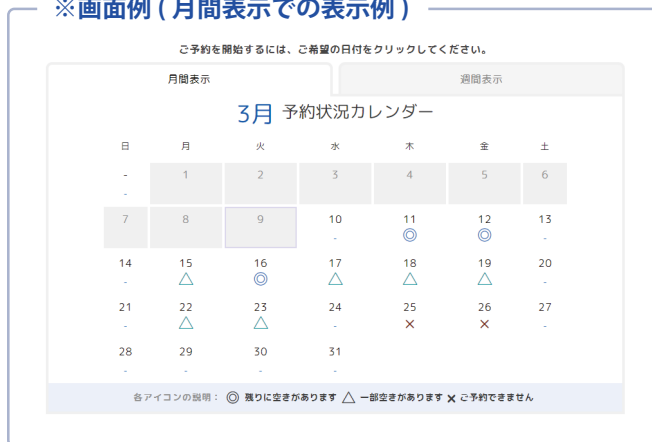 ※画面例 ( 月間表示での表示例 )
ご予約を開始するには、ご希望の日付をクリックしてください。
月間表示 週間表示
3月 予約状況カレンダー
日 月 火 水 木 金 土
- 1 2 3 4 5 6
-
7 8 9 10 11 12 13
- ◎ ◎ -
14 15 16 17 18 19 20
- △ ◎ △ △ △ -
21 22 23 24 25 26 27
- △ △ - × × -
28 29 30 31
- - - -
各アイコンの説明： ◎ 残りに空きがあります △ 一部空きがあります × ご予約できません